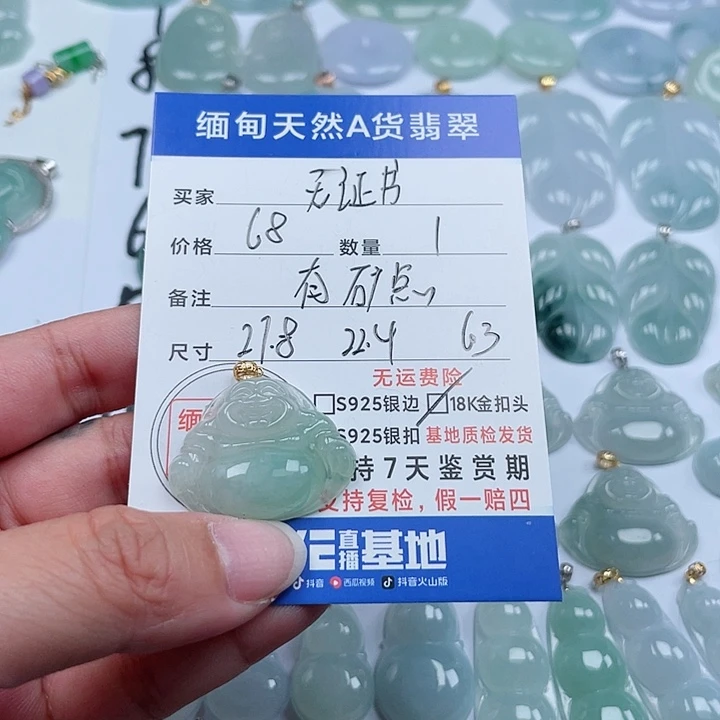 缅甸天然A货翡翠
买家 无证书
价格 68 数量 1
备注 有矿点
尺寸 27.8 22.4 63
无运费险
缅 S925银边 18K金扣头
S925银扣 基地质检发货
持7天鉴赏期
支持复检，假一赔四
直播基地
抖音 西瓜视频 抖音火山版